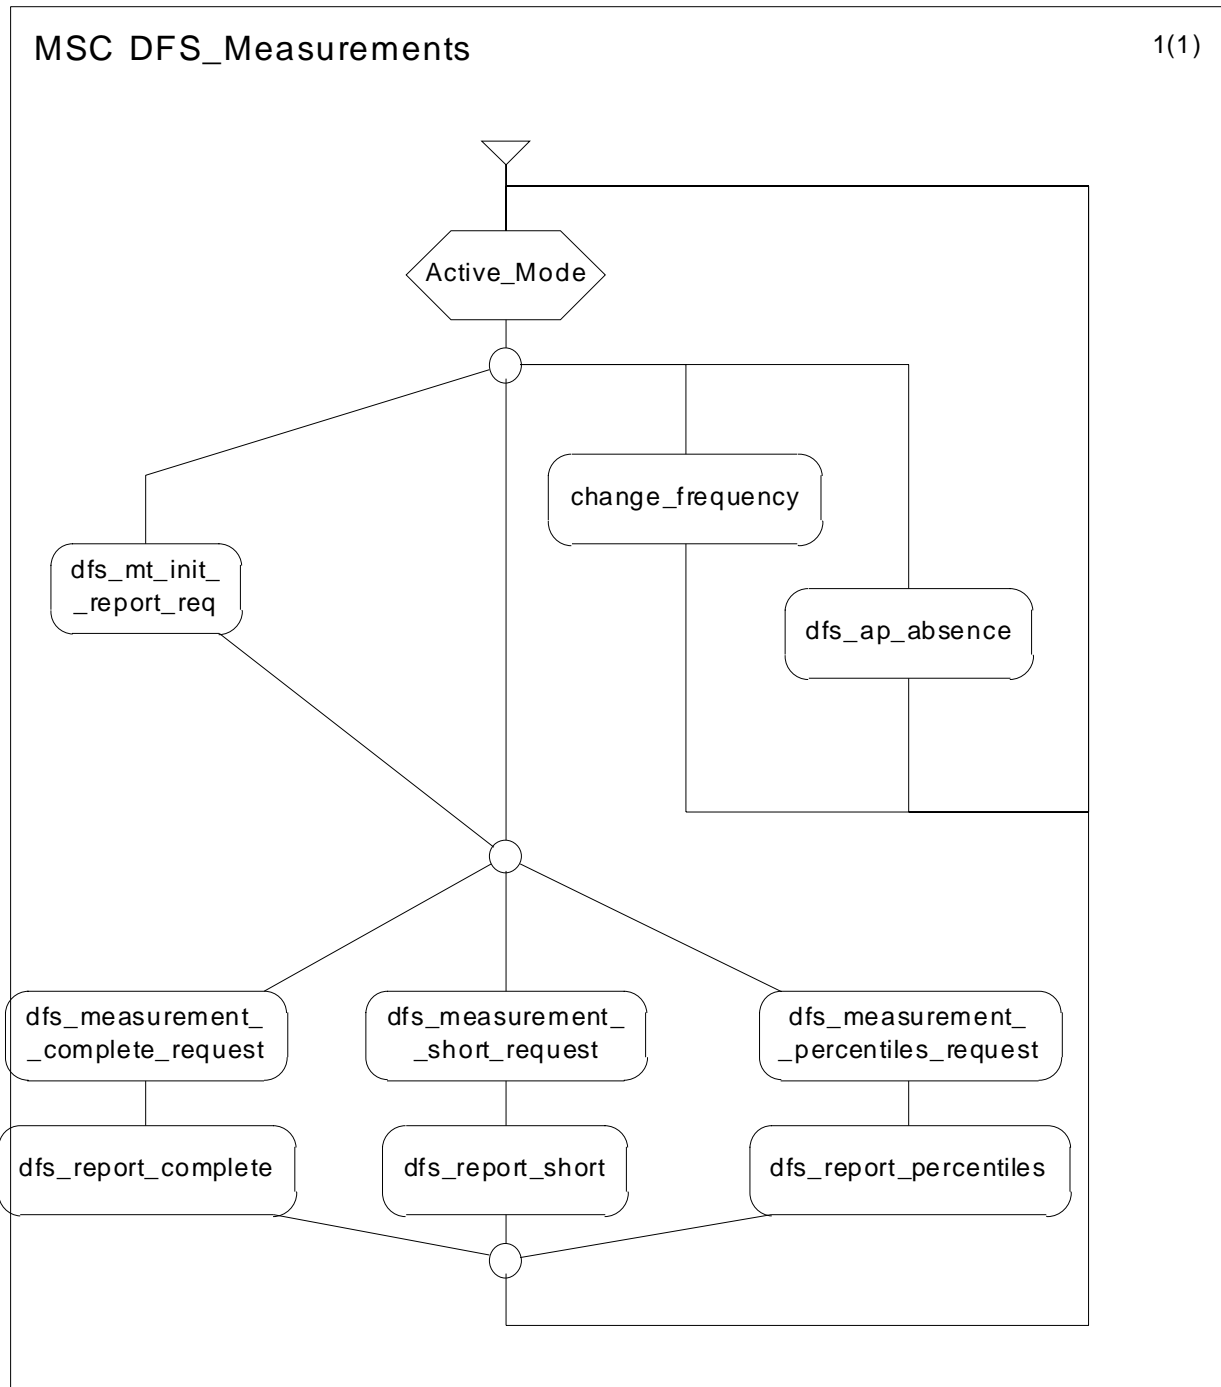 MSC DFS_Measurements
1(1)
Active_Mode
change_frequency
dfs_mt_init_
_report_req
dfs_ap_absence
dfs_measurement_
_complete_request
dfs_measurement_
_short_request
dfs_measurement_
_percentiles_request
dfs_report_complete
dfs_report_short
dfs_report_percentiles